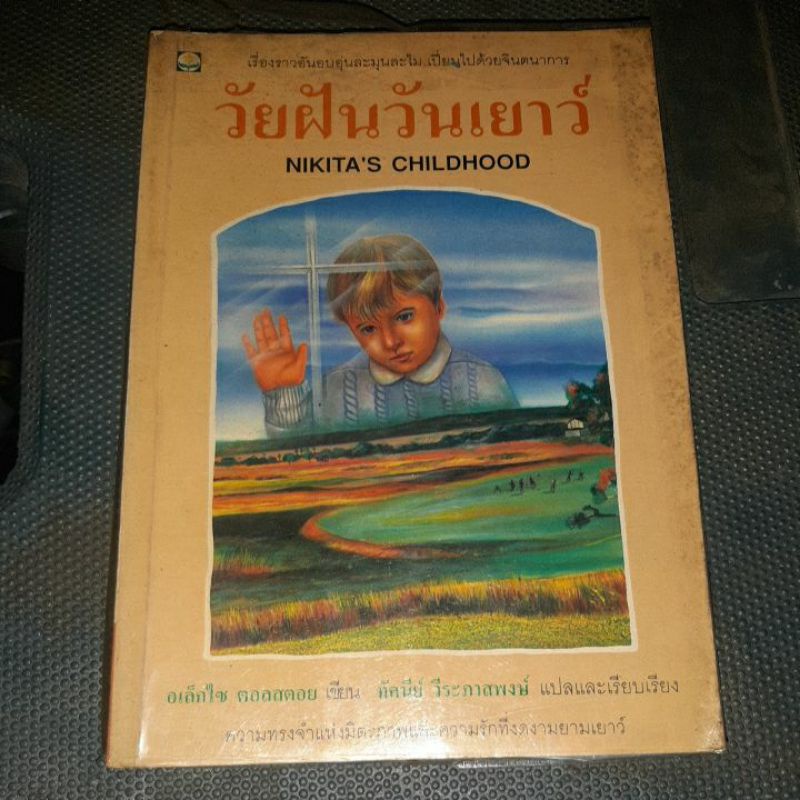 เรื่องราวอันอบอุ่นละมุนละไม เปี่ยมไปด้วยจินตนาการ
วัยฝันวันเยาว์
NIKITA'S CHILDHOOD
อเล็กไซ ตอลสตอย เขียน ทัศนีย์ วีระภาสพงษ์ แปลและเรียบเรียง
ความทรงจำแห่งมิตรภาพและความรักที่งดงามยามเยาว์